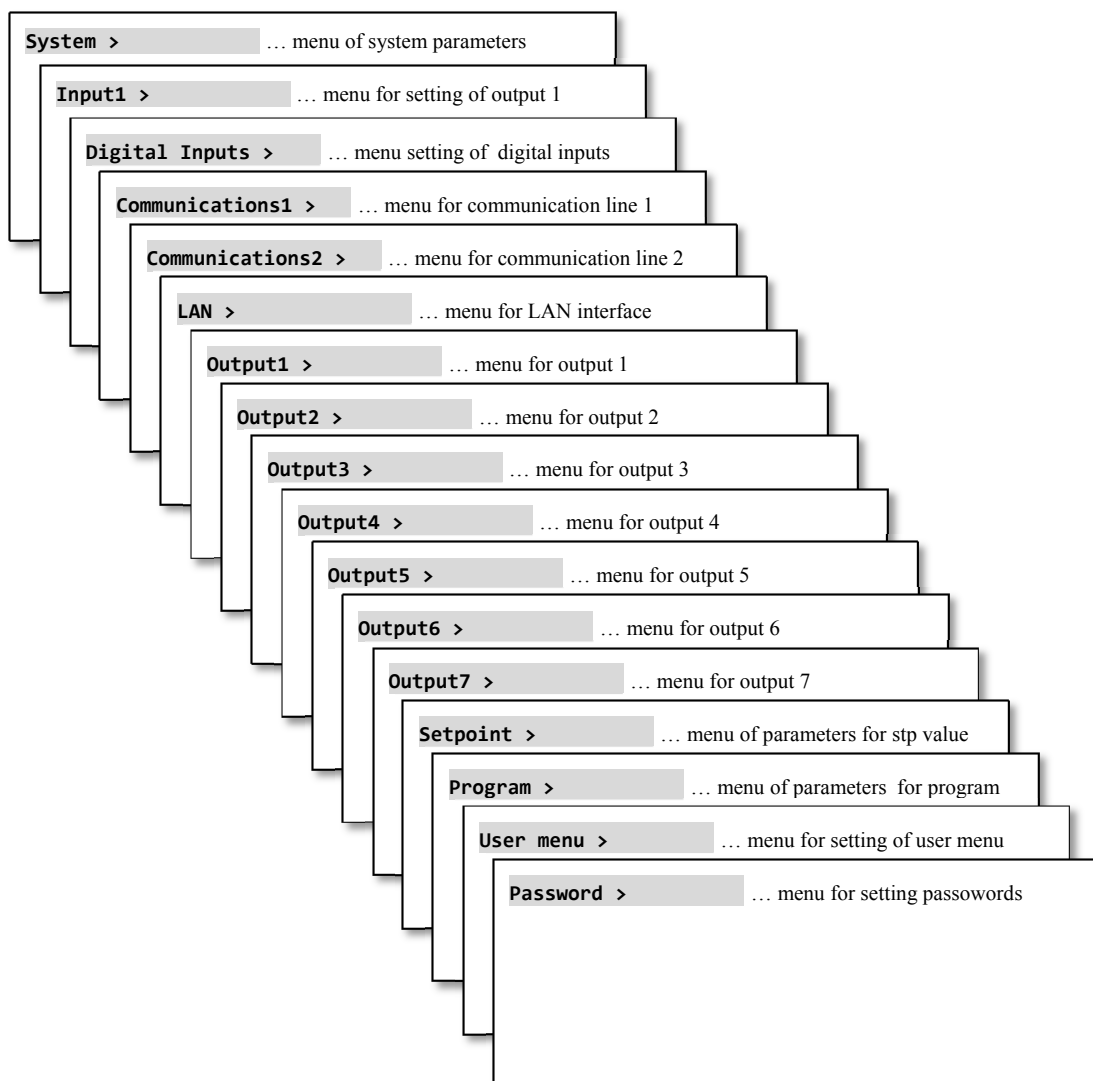 System > … menu of system parameters
Input1 > … menu for setting of output 1
Digital Inputs > … menu setting of digital inputs
Communications1 > … menu for communication line 1
Communications2 > … menu for communication line 2
LAN > … menu for LAN interface
Output1 > … menu for output 1
Output2 > … menu for output 2
Output3 > … menu for output 3
Output4 > … menu for output 4
Output5 > … menu for output 5
Output6 > … menu for output 6
Output7 > … menu for output 7
Setpoint > … menu of parameters for stp value
Program > … menu of parameters for program
User menu > … menu for setting of user menu
Password > … menu for setting passowords